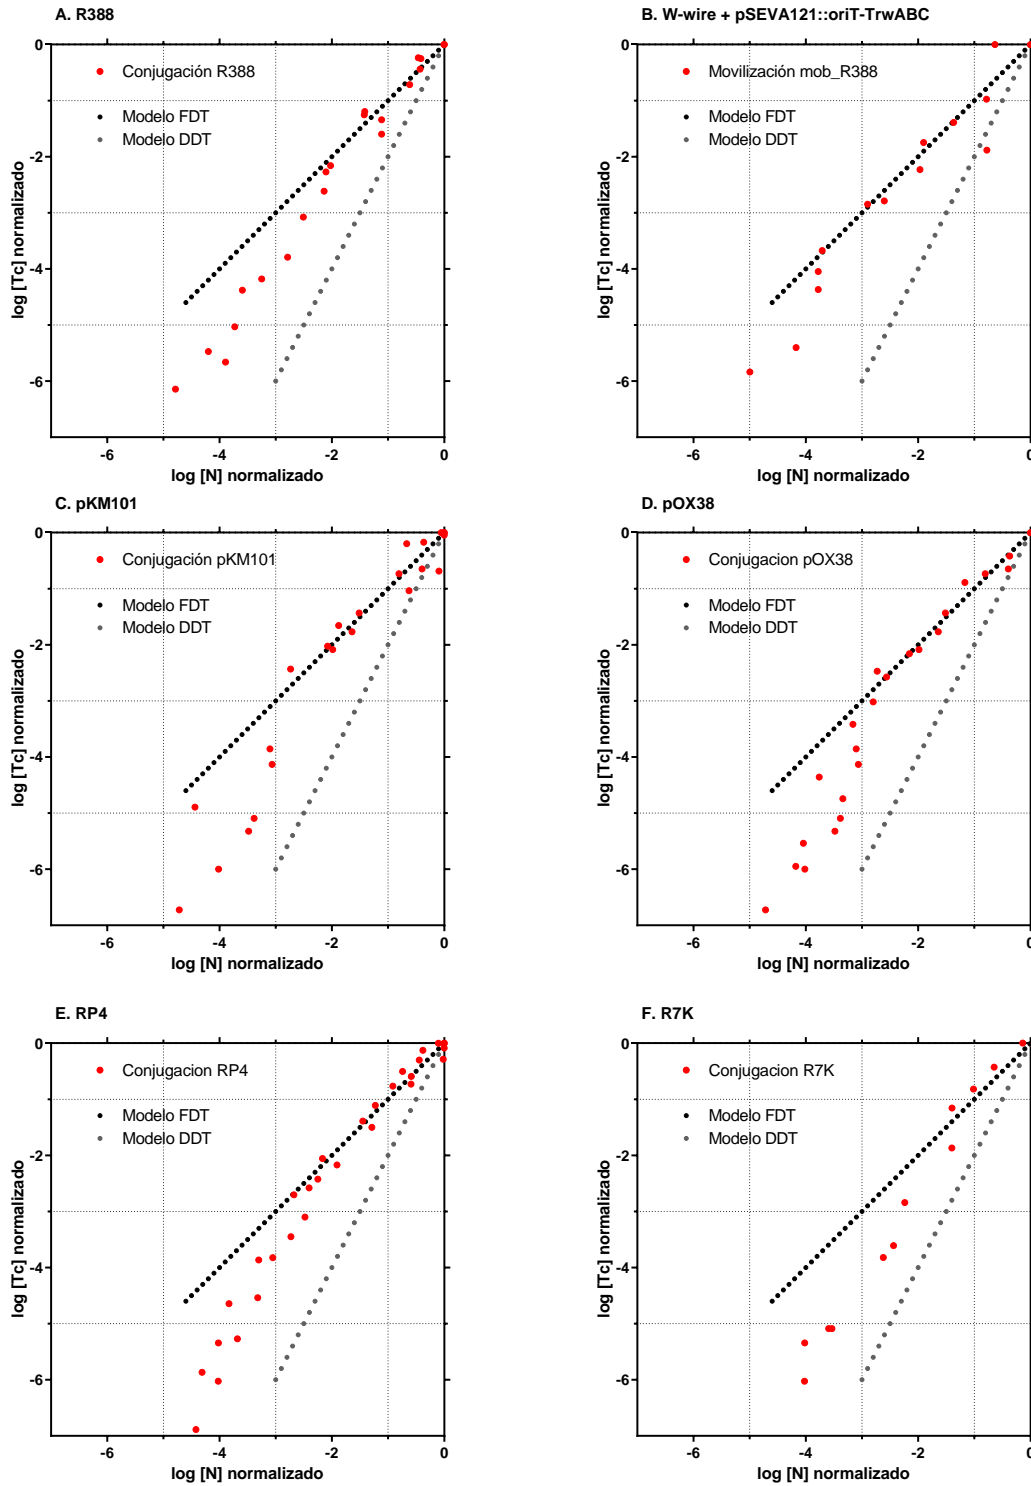 A. R388
0
-2
-4
-6
log [Tc] normalizado
Conjugación R388
Modelo FDT
Modelo DDT
-6 -4 -2 0
log [N] normalizado
B. W-wire + pSEVA121::oriT-TrwABC
0
-2
-4
-6
log [Tc] normalizado
Movilización mob_R388
Modelo FDT
Modelo DDT
-6 -4 -2 0
log [N] normalizado
C. pKM101
0
-2
-4
-6
log [Tc] normalizado
Conjugación pKM101
Modelo FDT
Modelo DDT
-6 -4 -2 0
log [N] normalizado
D. pOX38
0
-2
-4
-6
log [Tc] normalizado
Conjugacion pOX38
Modelo FDT
Modelo DDT
-6 -4 -2 0
log [N] normalizado
E. RP4
0
-2
-4
-6
log [Tc] normalizado
Conjugacion RP4
Modelo FDT
Modelo DDT
-6 -4 -2 0
log [N] normalizado
F. R7K
0
-2
-4
-6
log [Tc] normalizado
Conjugacion R7K
Modelo FDT
Modelo DDT
-6 -4 -2 0
log [N] normalizado